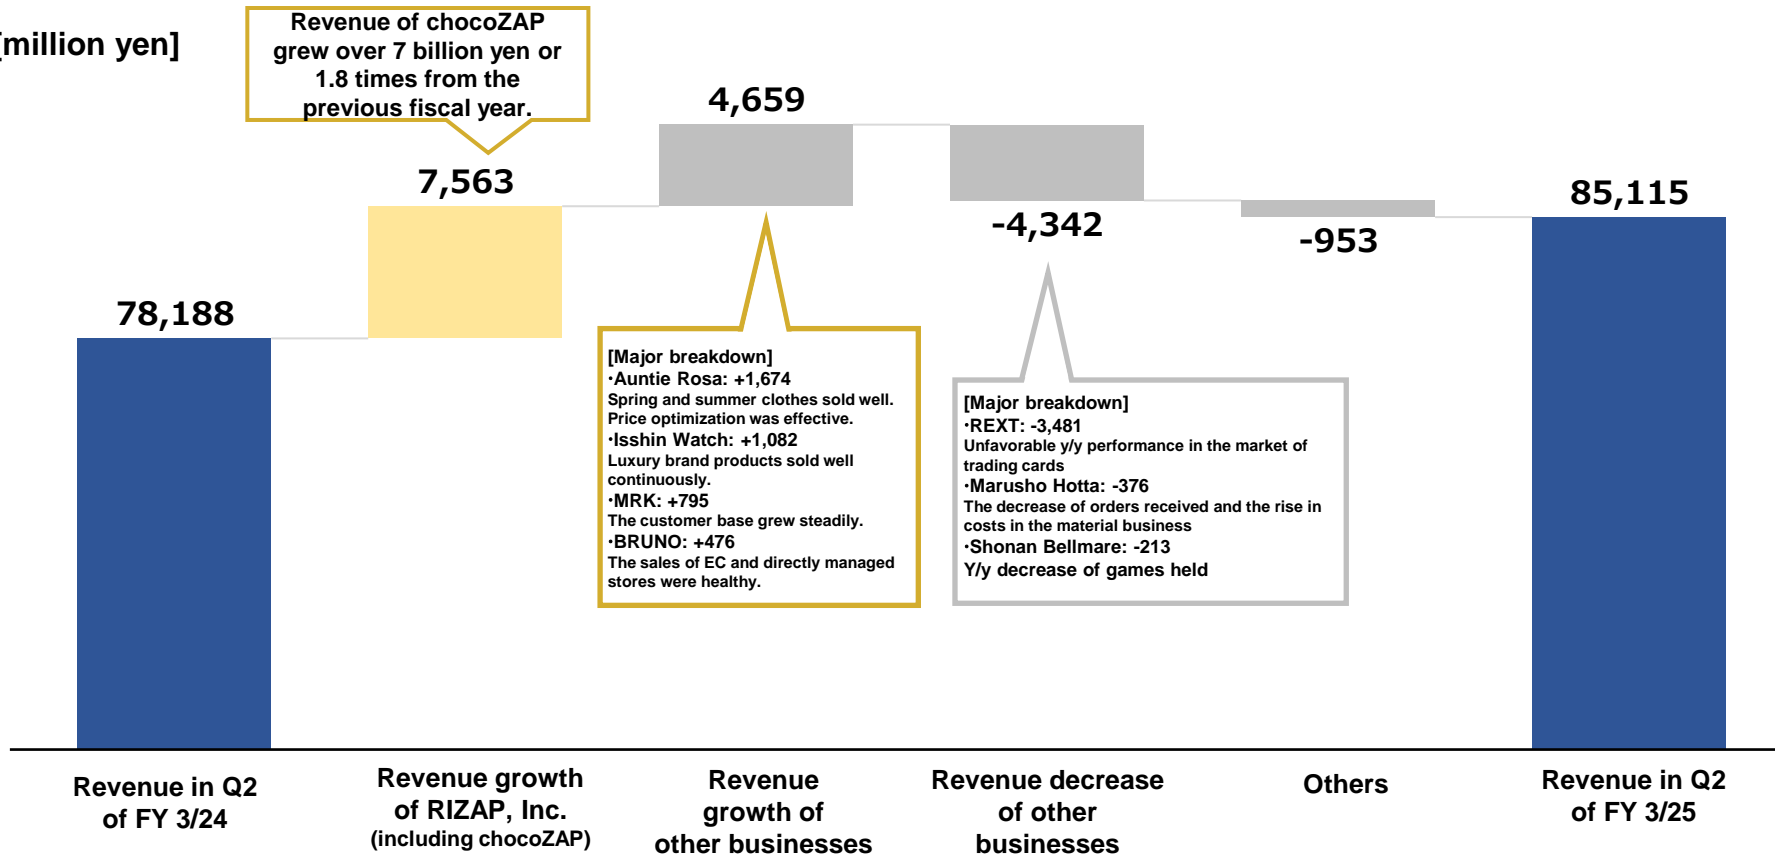 [million yen]
Revenue of chocoZAP
grew over 7 billion yen or
1.8 times from the
previous fiscal year.
78,188
7,563
4,659
-4,342
-953
85,115
[Major breakdown]
・Auntie Rosa: +1,674
Spring and summer clothes sold well.
Price optimization was effective.
・Isshin Watch: +1,082
Luxury brand products sold well
continuously.
・MRK: +795
The customer base grew steadily.
・BRUNO: +476
The sales of EC and directly managed
stores were healthy.
[Major breakdown]
・REXT: -3,481
Unfavorable y/y performance in the market of
trading cards
・Marusho Hotta: -376
The decrease of orders received and the rise in
costs in the material business
・Shonan Bellmare: -213
Y/y decrease of games held
Revenue in Q2
of FY 3/24
Revenue growth
of RIZAP, Inc.
(including chocoZAP)
Revenue
growth of
other businesses
Revenue decrease
of other
businesses
Others
Revenue in Q2
of FY 3/25